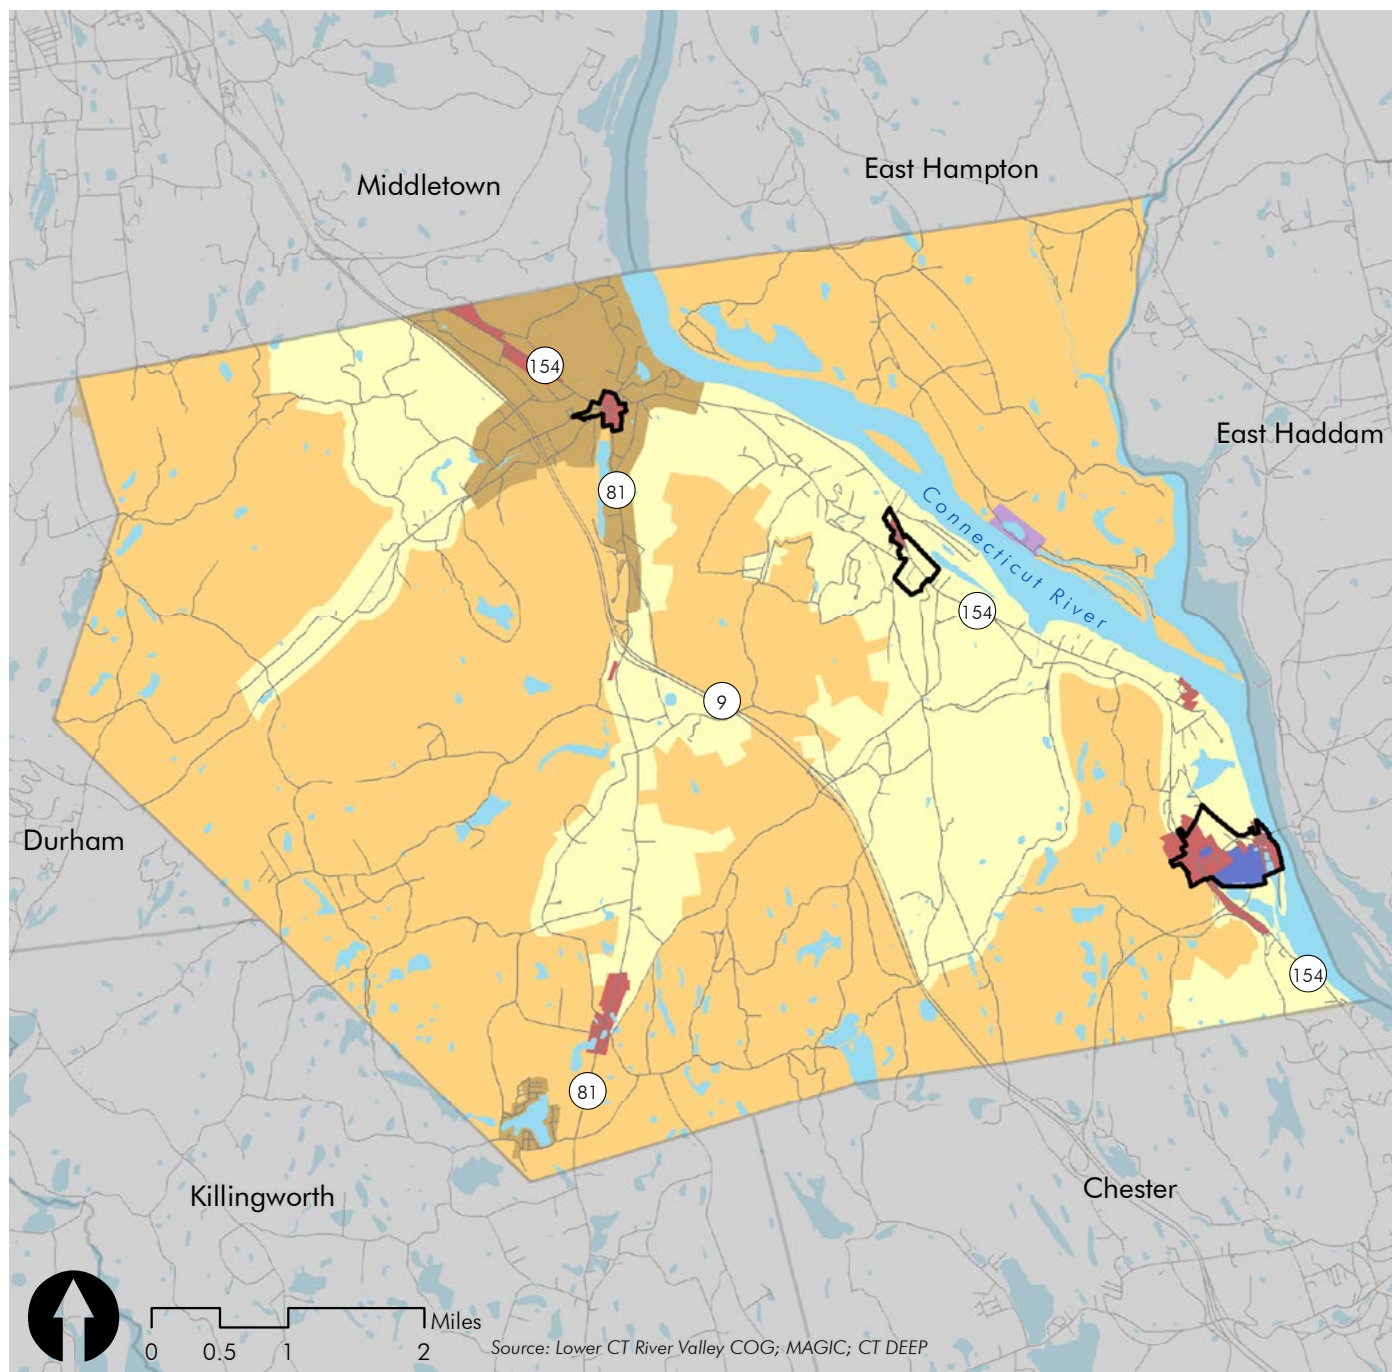 Middletown
East Hampton
154
East Haddam
81
Connecticut River
154
9
Durham
154
81
Killingworth
Chester
Miles
0 0.5 1 2
Source: Lower CT River Valley COG; MAGIC; CT DEEP